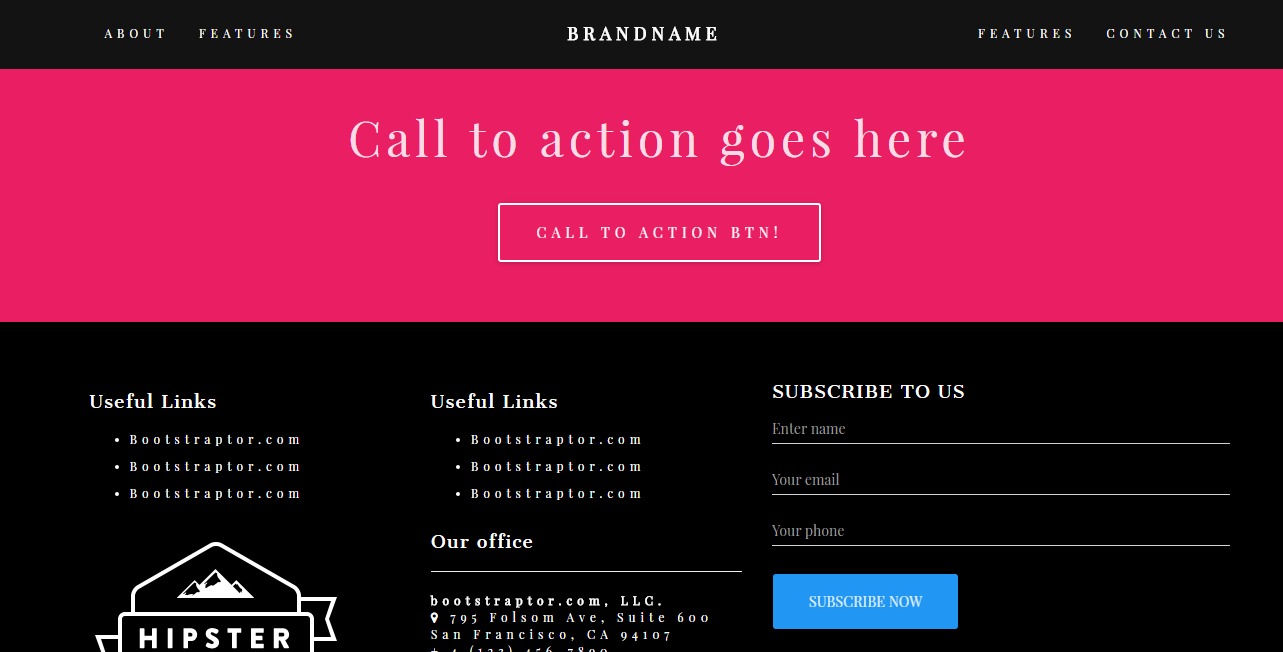 ABOUT FEATURES BRANDNAME FEATURES CONTACT US
Call to action goes here
CALL TO ACTION BTN!
Useful Links
Bootstraptor.com
Bootstraptor.com
Bootstraptor.com
HIPSTER
Useful Links
Bootstraptor.com
Bootstraptor.com
Bootstraptor.com
Our office
bootstraptor.com, LLC.
795 Folsom Ave, Suite 600
San Francisco, CA 94107
SUBSCRIBE TO US
Enter name
Your email
Your phone
SUBSCRIBE NOW